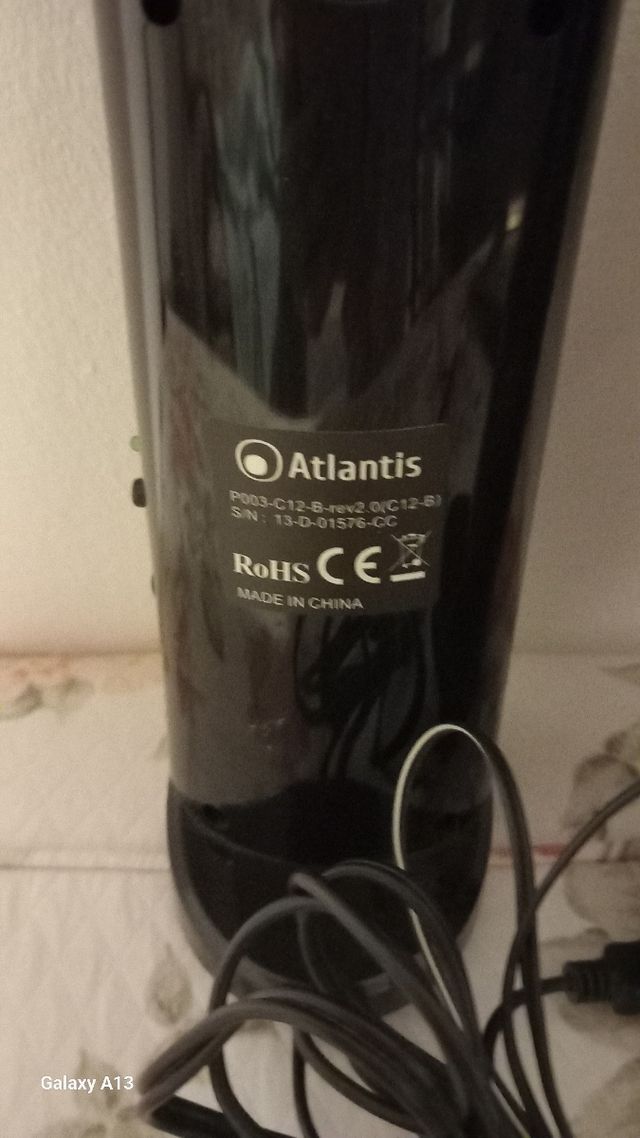 Atlantis
P003-C12-B-rev2.0(C12-B)
S/N : 13-D-01576-CC
RoHS CE
MADE IN CHINA
Galaxy A13